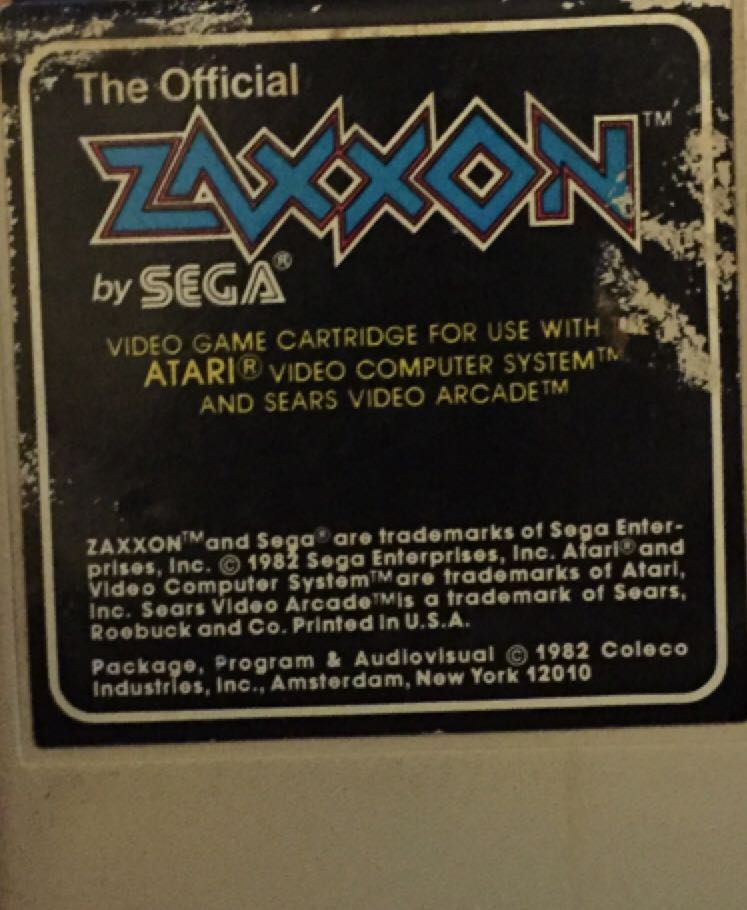 The Official
ZAXXON™
by SEGA®
VIDEO GAME CARTRIDGE FOR USE WITH
ATARI® VIDEO COMPUTER SYSTEM™
AND SEARS VIDEO ARCADE™
ZAXXON™ and Sega® are trademarks of Sega Enter-
prises, Inc. © 1982 Sega Enterprises, Inc. Atari® and
Video Computer System™ are trademarks of Atari,
Inc. Sears Video Arcade™ is a trademark of Sears,
Roebuck and Co. Printed in U.S.A.
Package, Program & Audiovisual © 1982 Coleco
Industries, Inc., Amsterdam, New York 12010